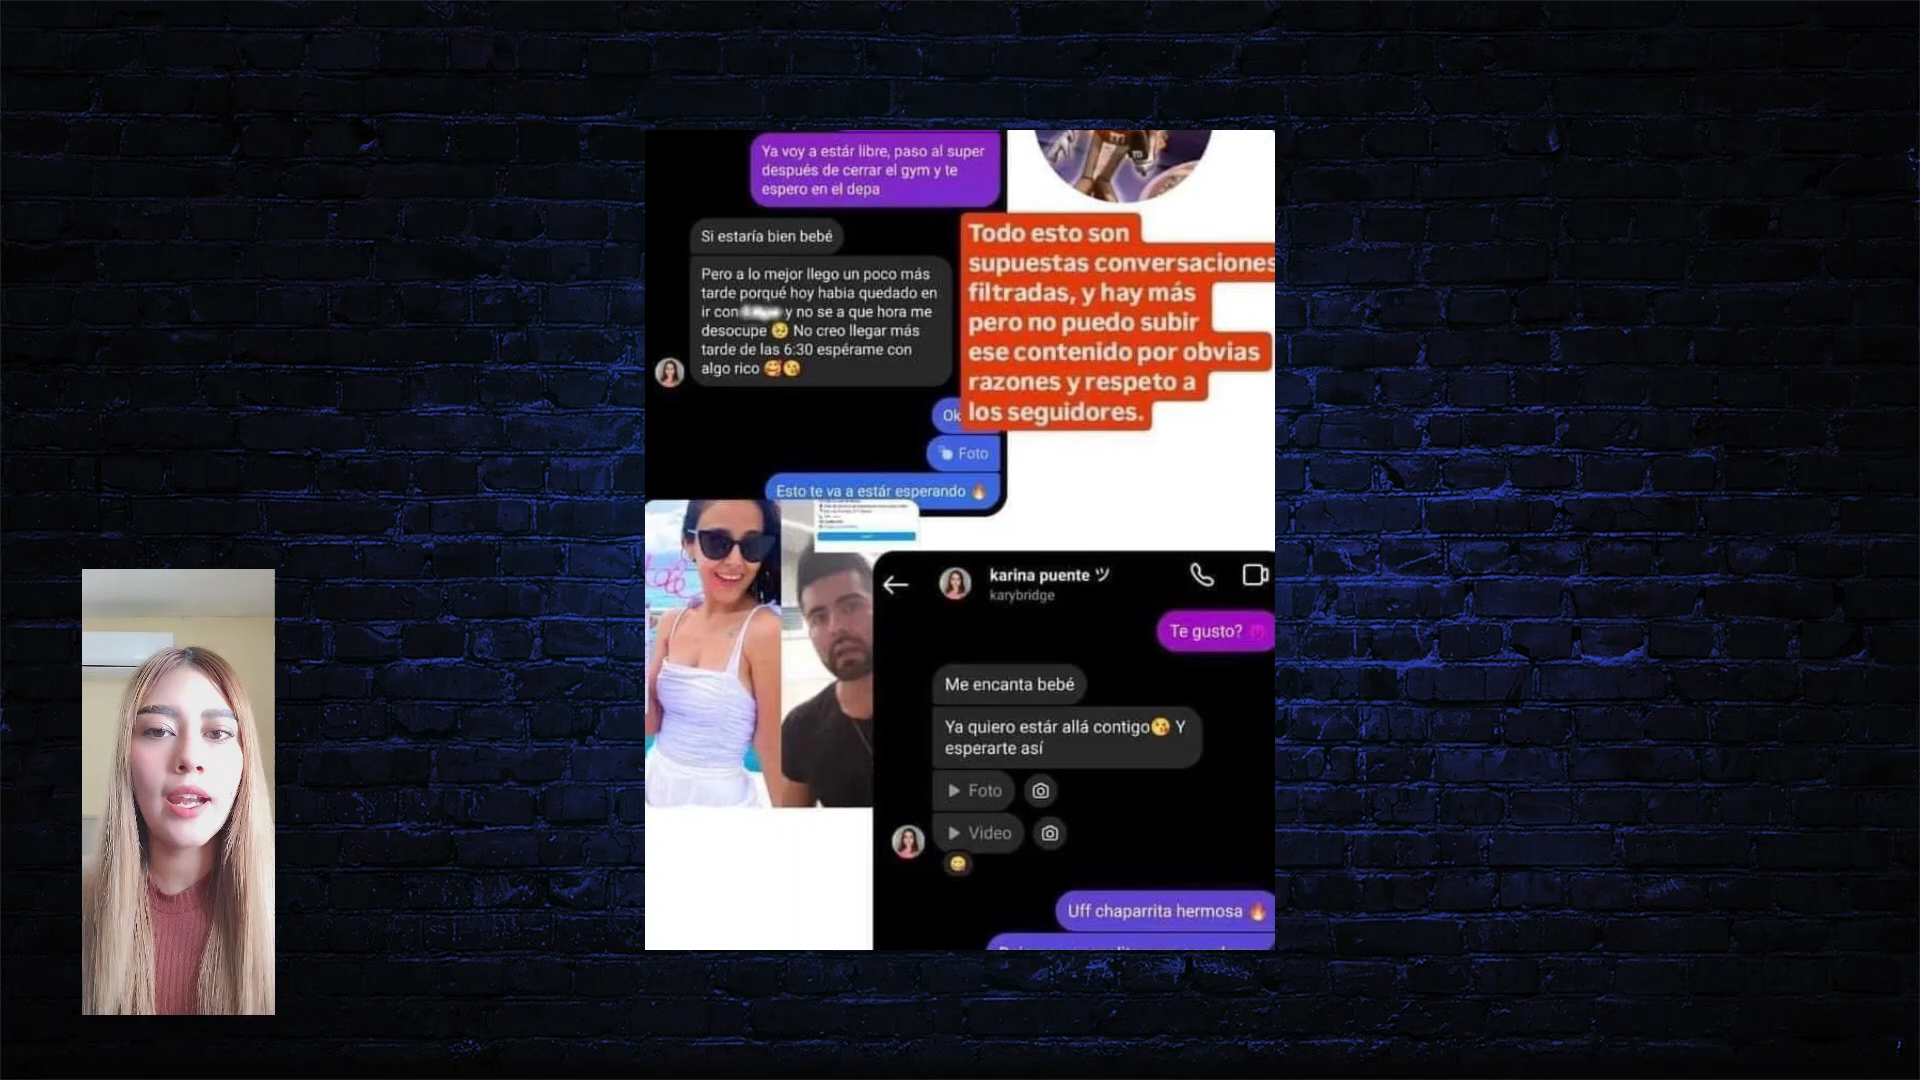 Ya voy a estár libre, paso al super
después de cerrar el gym y te
espero en el depa
Si estaría bien bebé
Pero a lo mejor llego un poco más
tarde porqué hoy habia quedado en
ir con y no se a que hora me
desocupe 🥺 No creo llegar más
tarde de las 6:30 espérame con
algo rico 🥰😘
Ok
Foto
Esto te va a estár esperando 🔥
Todo esto son
supuestas conversaciones
filtradas, y hay más
pero no puedo subir
ese contenido por obvias
razones y respeto a
los seguidores.
karina puente ツ
karybridge
Te gusto?
Me encanta bebé
Ya quiero estár allá contigo😘 Y
esperarte así
Foto
Video
Uff chaparrita hermosa 🔥